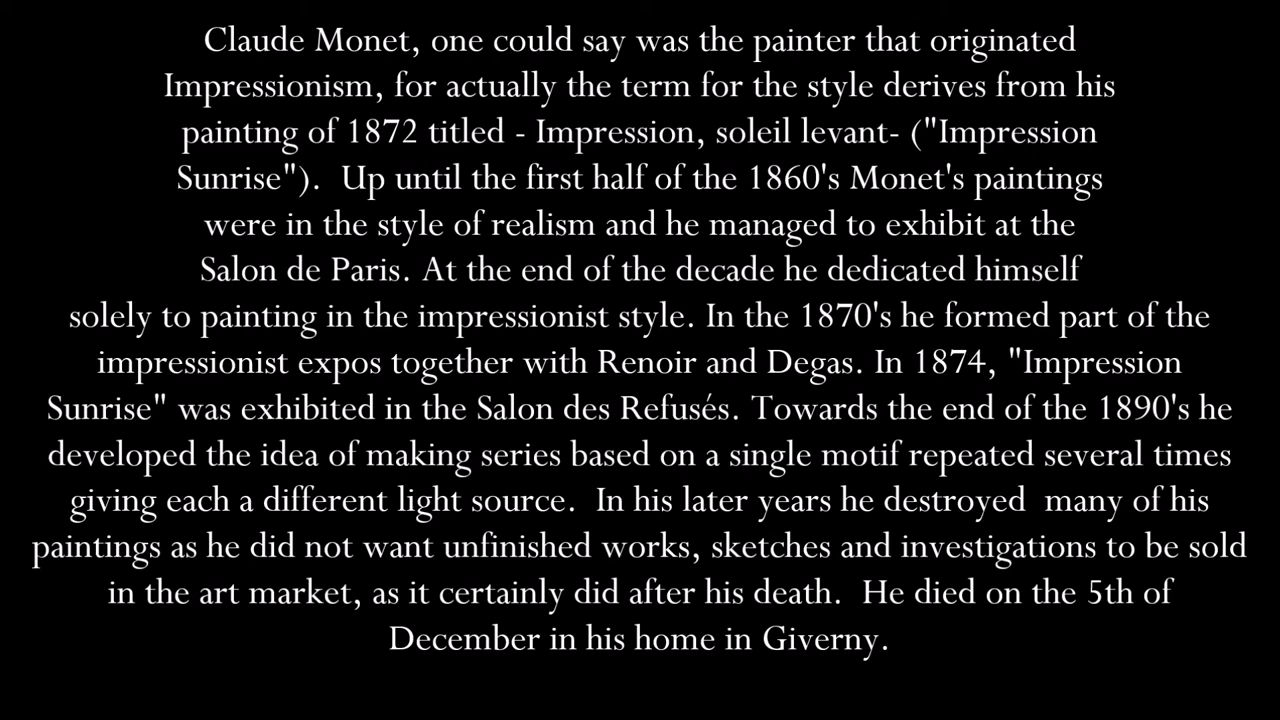 Claude Monet, one could say was the painter that originated
Impressionism, for actually the term for the style derives from his
painting of 1872 titled - Impression, soleil levant- ("Impression
Sunrise").  Up until the first half of the 1860's Monet's paintings
were in the style of realism and he managed to exhibit at the
Salon de Paris. At the end of the decade he dedicated himself
solely to painting in the impressionist style. In the 1870's he formed part of the
impressionist expos together with Renoir and Degas. In 1874, "Impression
Sunrise" was exhibited in the Salon des Refusés. Towards the end of the 1890's he
developed the idea of making series based on a single motif repeated several times
giving each a different light source.  In his later years he destroyed  many of his
paintings as he did not want unfinished works, sketches and investigations to be sold
in the art market, as it certainly did after his death.  He died on the 5th of
December in his home in Giverny.